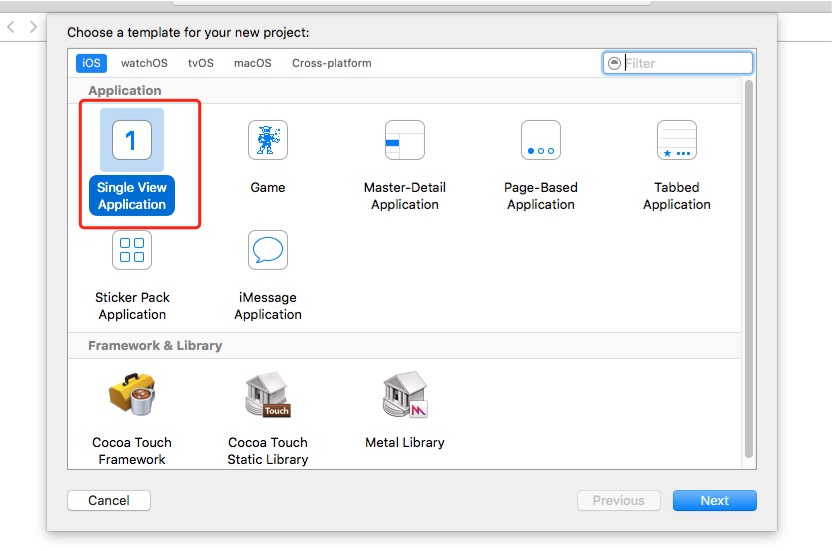 Choose a template for your new project:
iOS watchOS tvOS macOS Cross-platform Filter
Application
1
Single View
Application
Game
Master-Detail
Application
Page-Based
Application
Tabbed
Application
Sticker Pack
Application
iMessage
Application
Framework & Library
Touch
Cocoa Touch
Framework
Cocoa Touch
Static Library
Metal Library
Cancel Previous Next